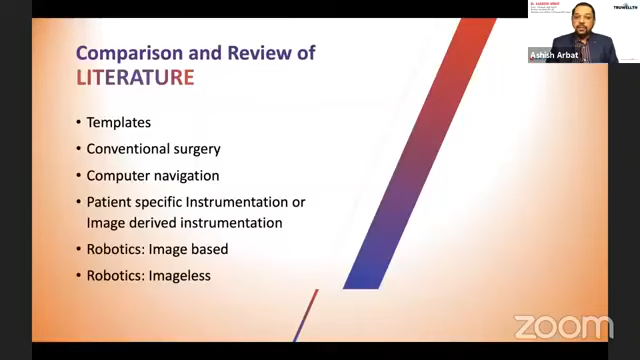 Comparison and Review of
LITERATURE
• Templates
• Conventional surgery
• Computer navigation
• Patient specific Instrumentation or
Image derived instrumentation
• Robotics: Image based
• Robotics: Imageless
Ashish Arbat
TRUWELLTH
zoom